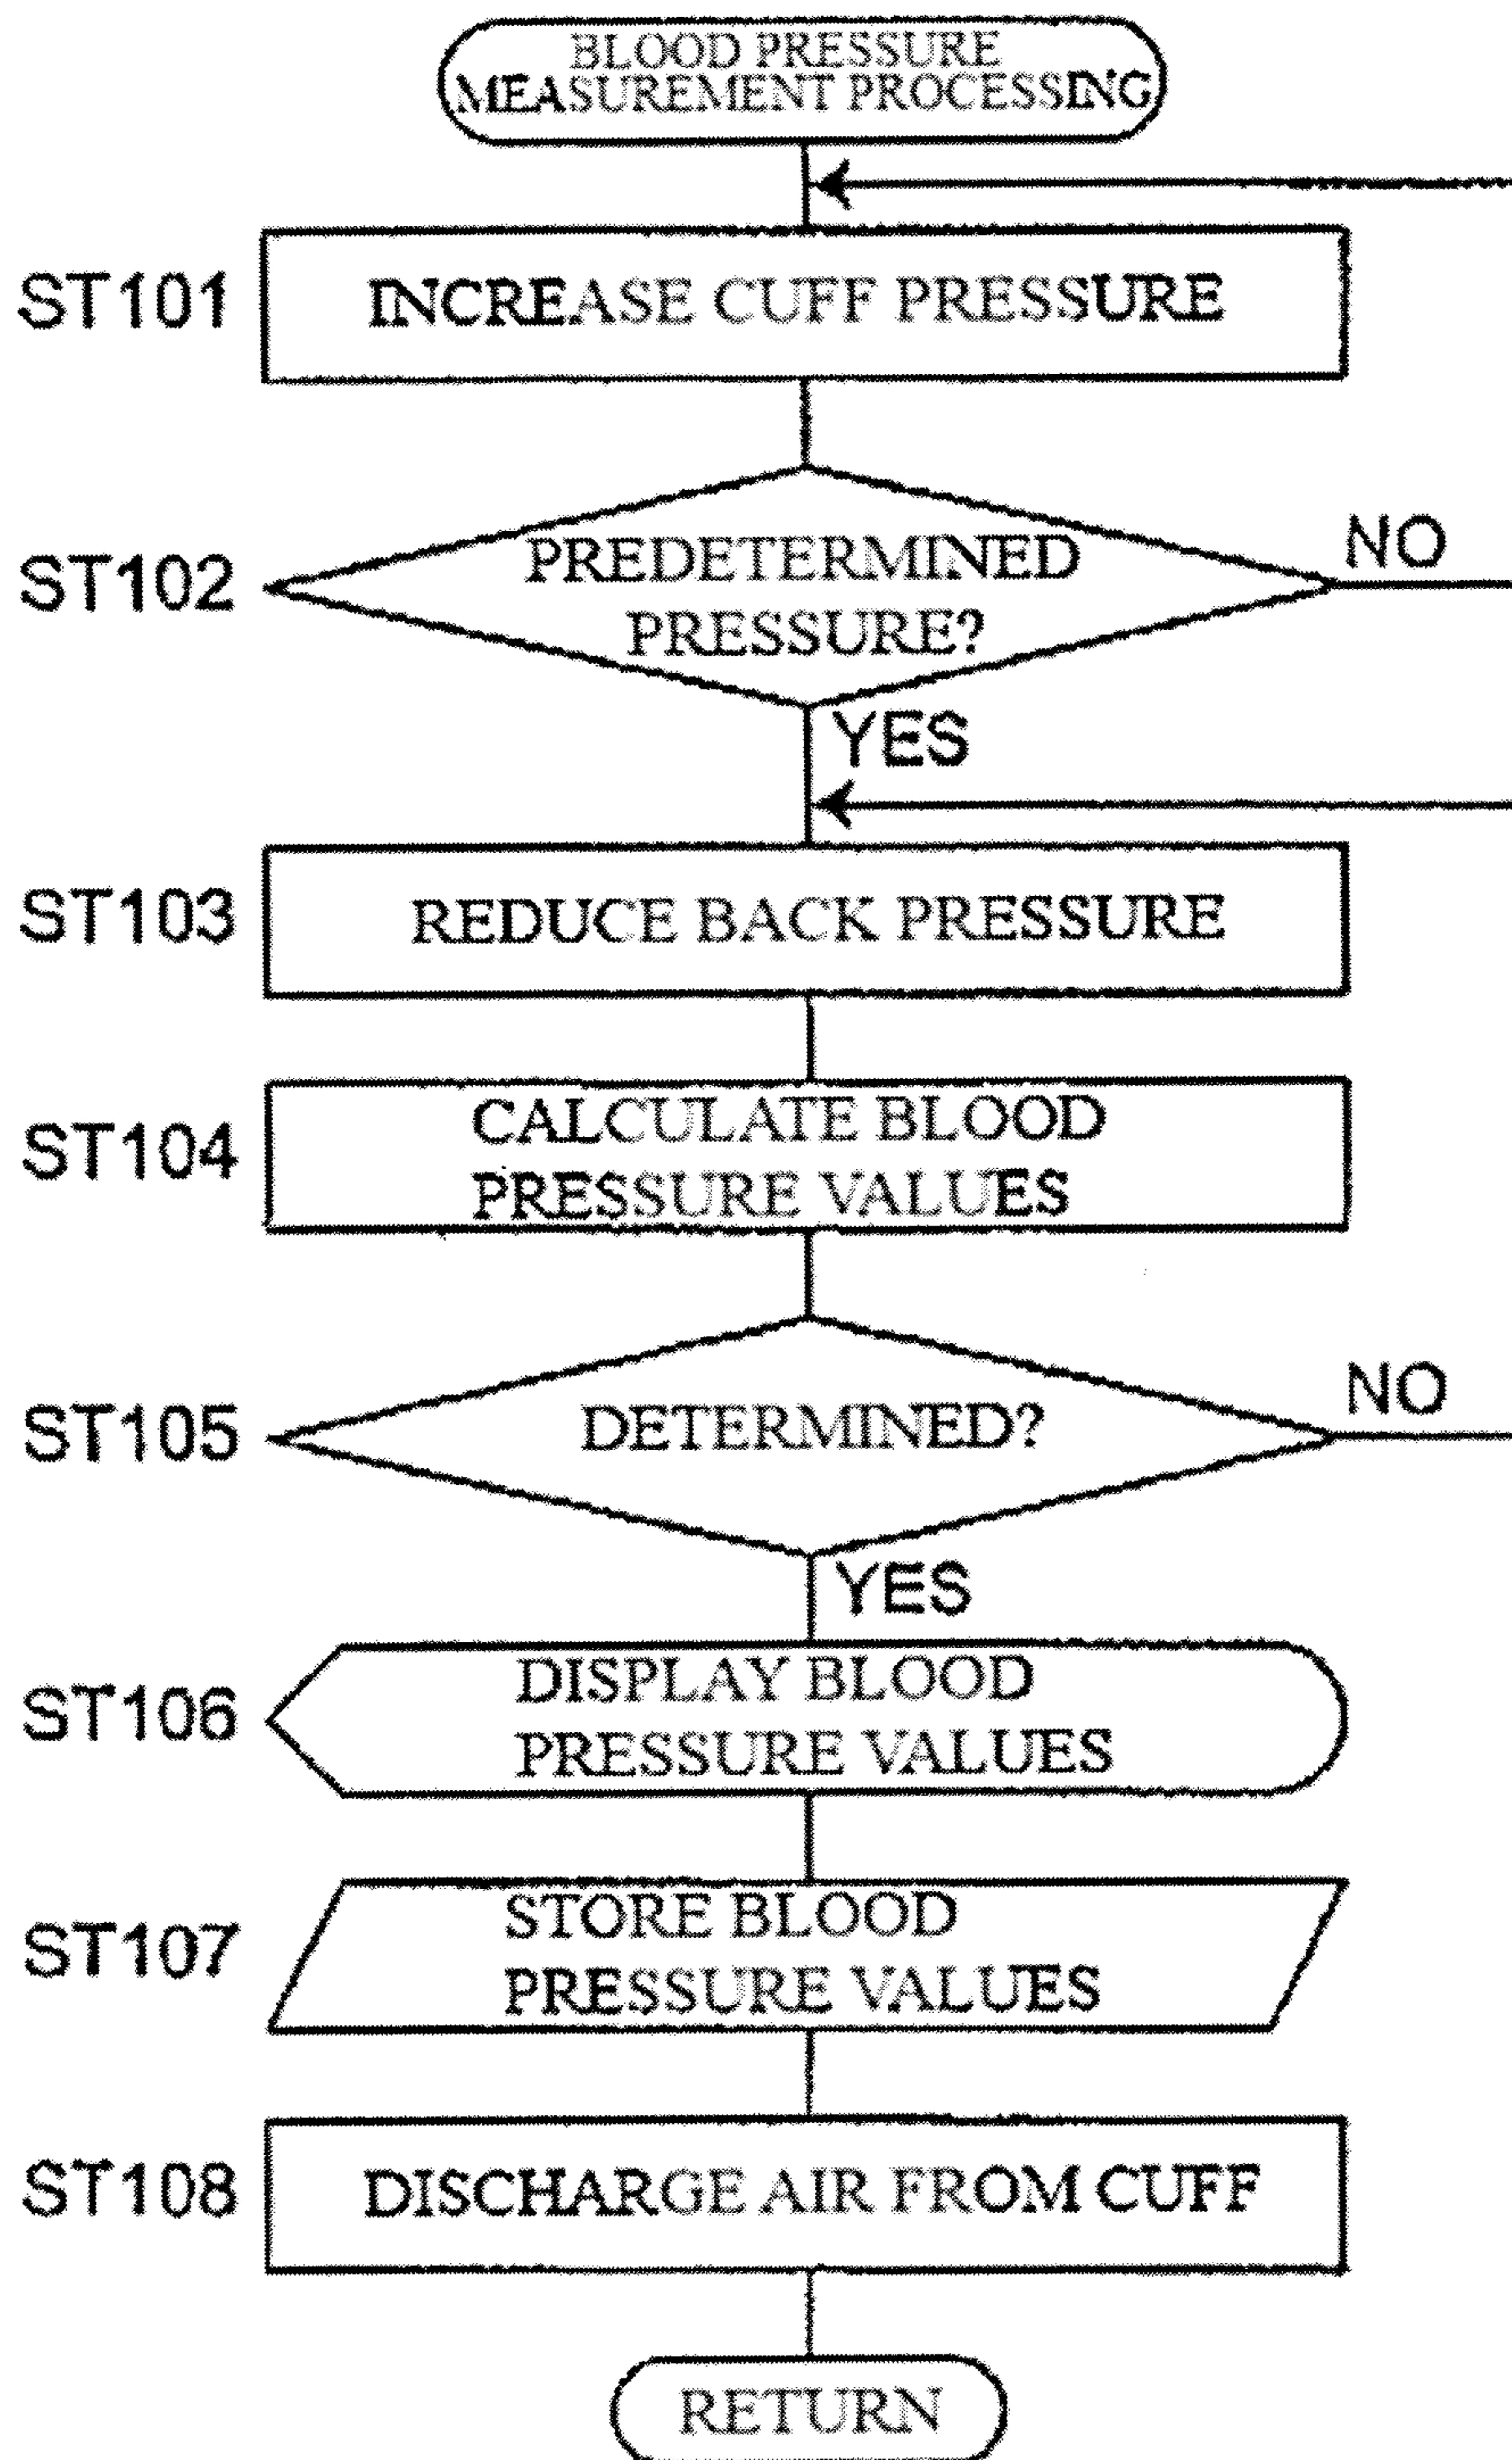 BLOOD PRESSURE
MEASUREMENT PROCESSING
ST101
INCREASE CUFF PRESSURE
ST102
PREDETERMINED
PRESSURE?
NO
YES
ST103
REDUCE BACK PRESSURE
ST104
CALCULATE BLOOD
PRESSURE VALUES
ST105
DETERMINED?
NO
YES
ST106
DISPLAY BLOOD
PRESSURE VALUES
ST107
STORE BLOOD
PRESSURE VALUES
ST108
DISCHARGE AIR FROM CUFF
RETURN